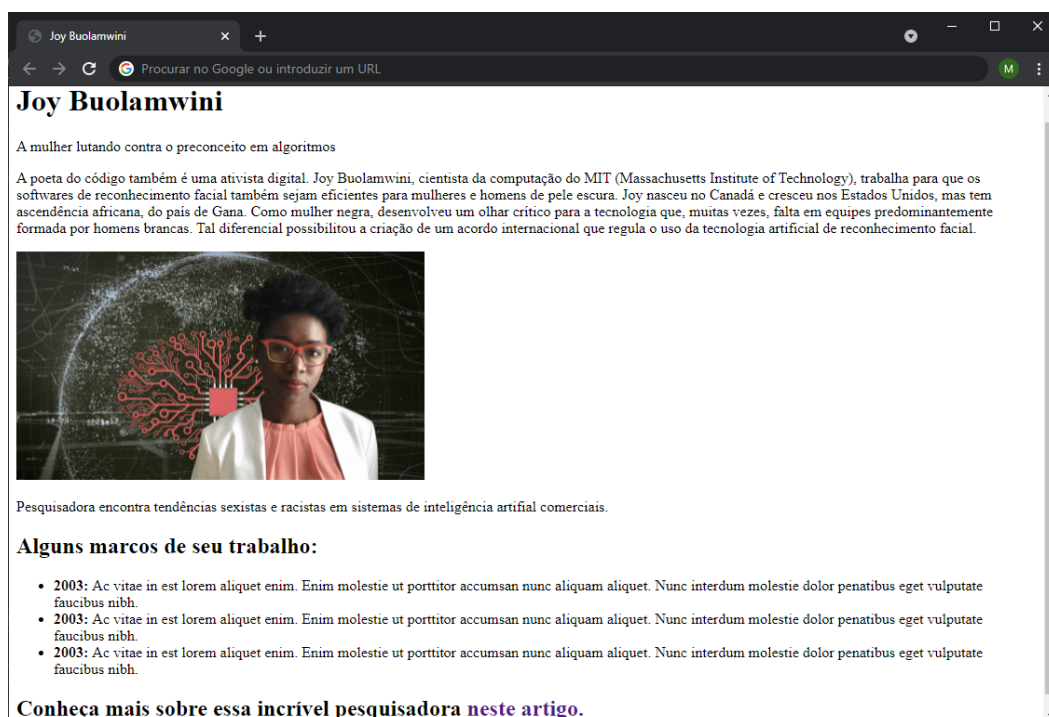 Joy Buolamwini
Procurar no Google ou introduzir um URL
M
Joy Buolamwini
A mulher lutando contra o preconceito em algoritmos
A poeta do código também é uma ativista digital. Joy Buolamwini, cientista da computação do MIT (Massachusetts Institute of Technology), trabalha para que os
softwares de reconhecimento facial também sejam eficientes para mulheres e homens de pele escura. Joy nasceu no Canadá e cresceu nos Estados Unidos, mas tem
ascendência africana, do país de Gana. Como mulher negra, desenvolveu um olhar crítico para a tecnologia que, muitas vezes, falta em equipes predominantemente
formada por homens brancas. Tal diferencial possibilitou a criação de um acordo internacional que regula o uso da tecnologia artificial de reconhecimento facial.
Pesquisadora encontra tendências sexistas e racistas em sistemas de inteligência artifial comerciais.
Alguns marcos de seu trabalho:
2003: Ac vitae in est lorem aliquet enim. Enim molestie ut porttitor accumsan nunc aliquam aliquet. Nunc interdum molestie dolor penatibus eget vulputate
faucibus nibh.
2003: Ac vitae in est lorem aliquet enim. Enim molestie ut porttitor accumsan nunc aliquam aliquet. Nunc interdum molestie dolor penatibus eget vulputate
faucibus nibh.
2003: Ac vitae in est lorem aliquet enim. Enim molestie ut porttitor accumsan nunc aliquam aliquet. Nunc interdum molestie dolor penatibus eget vulputate
faucibus nibh.
Conheça mais sobre essa incrível pesquisadora neste artigo.